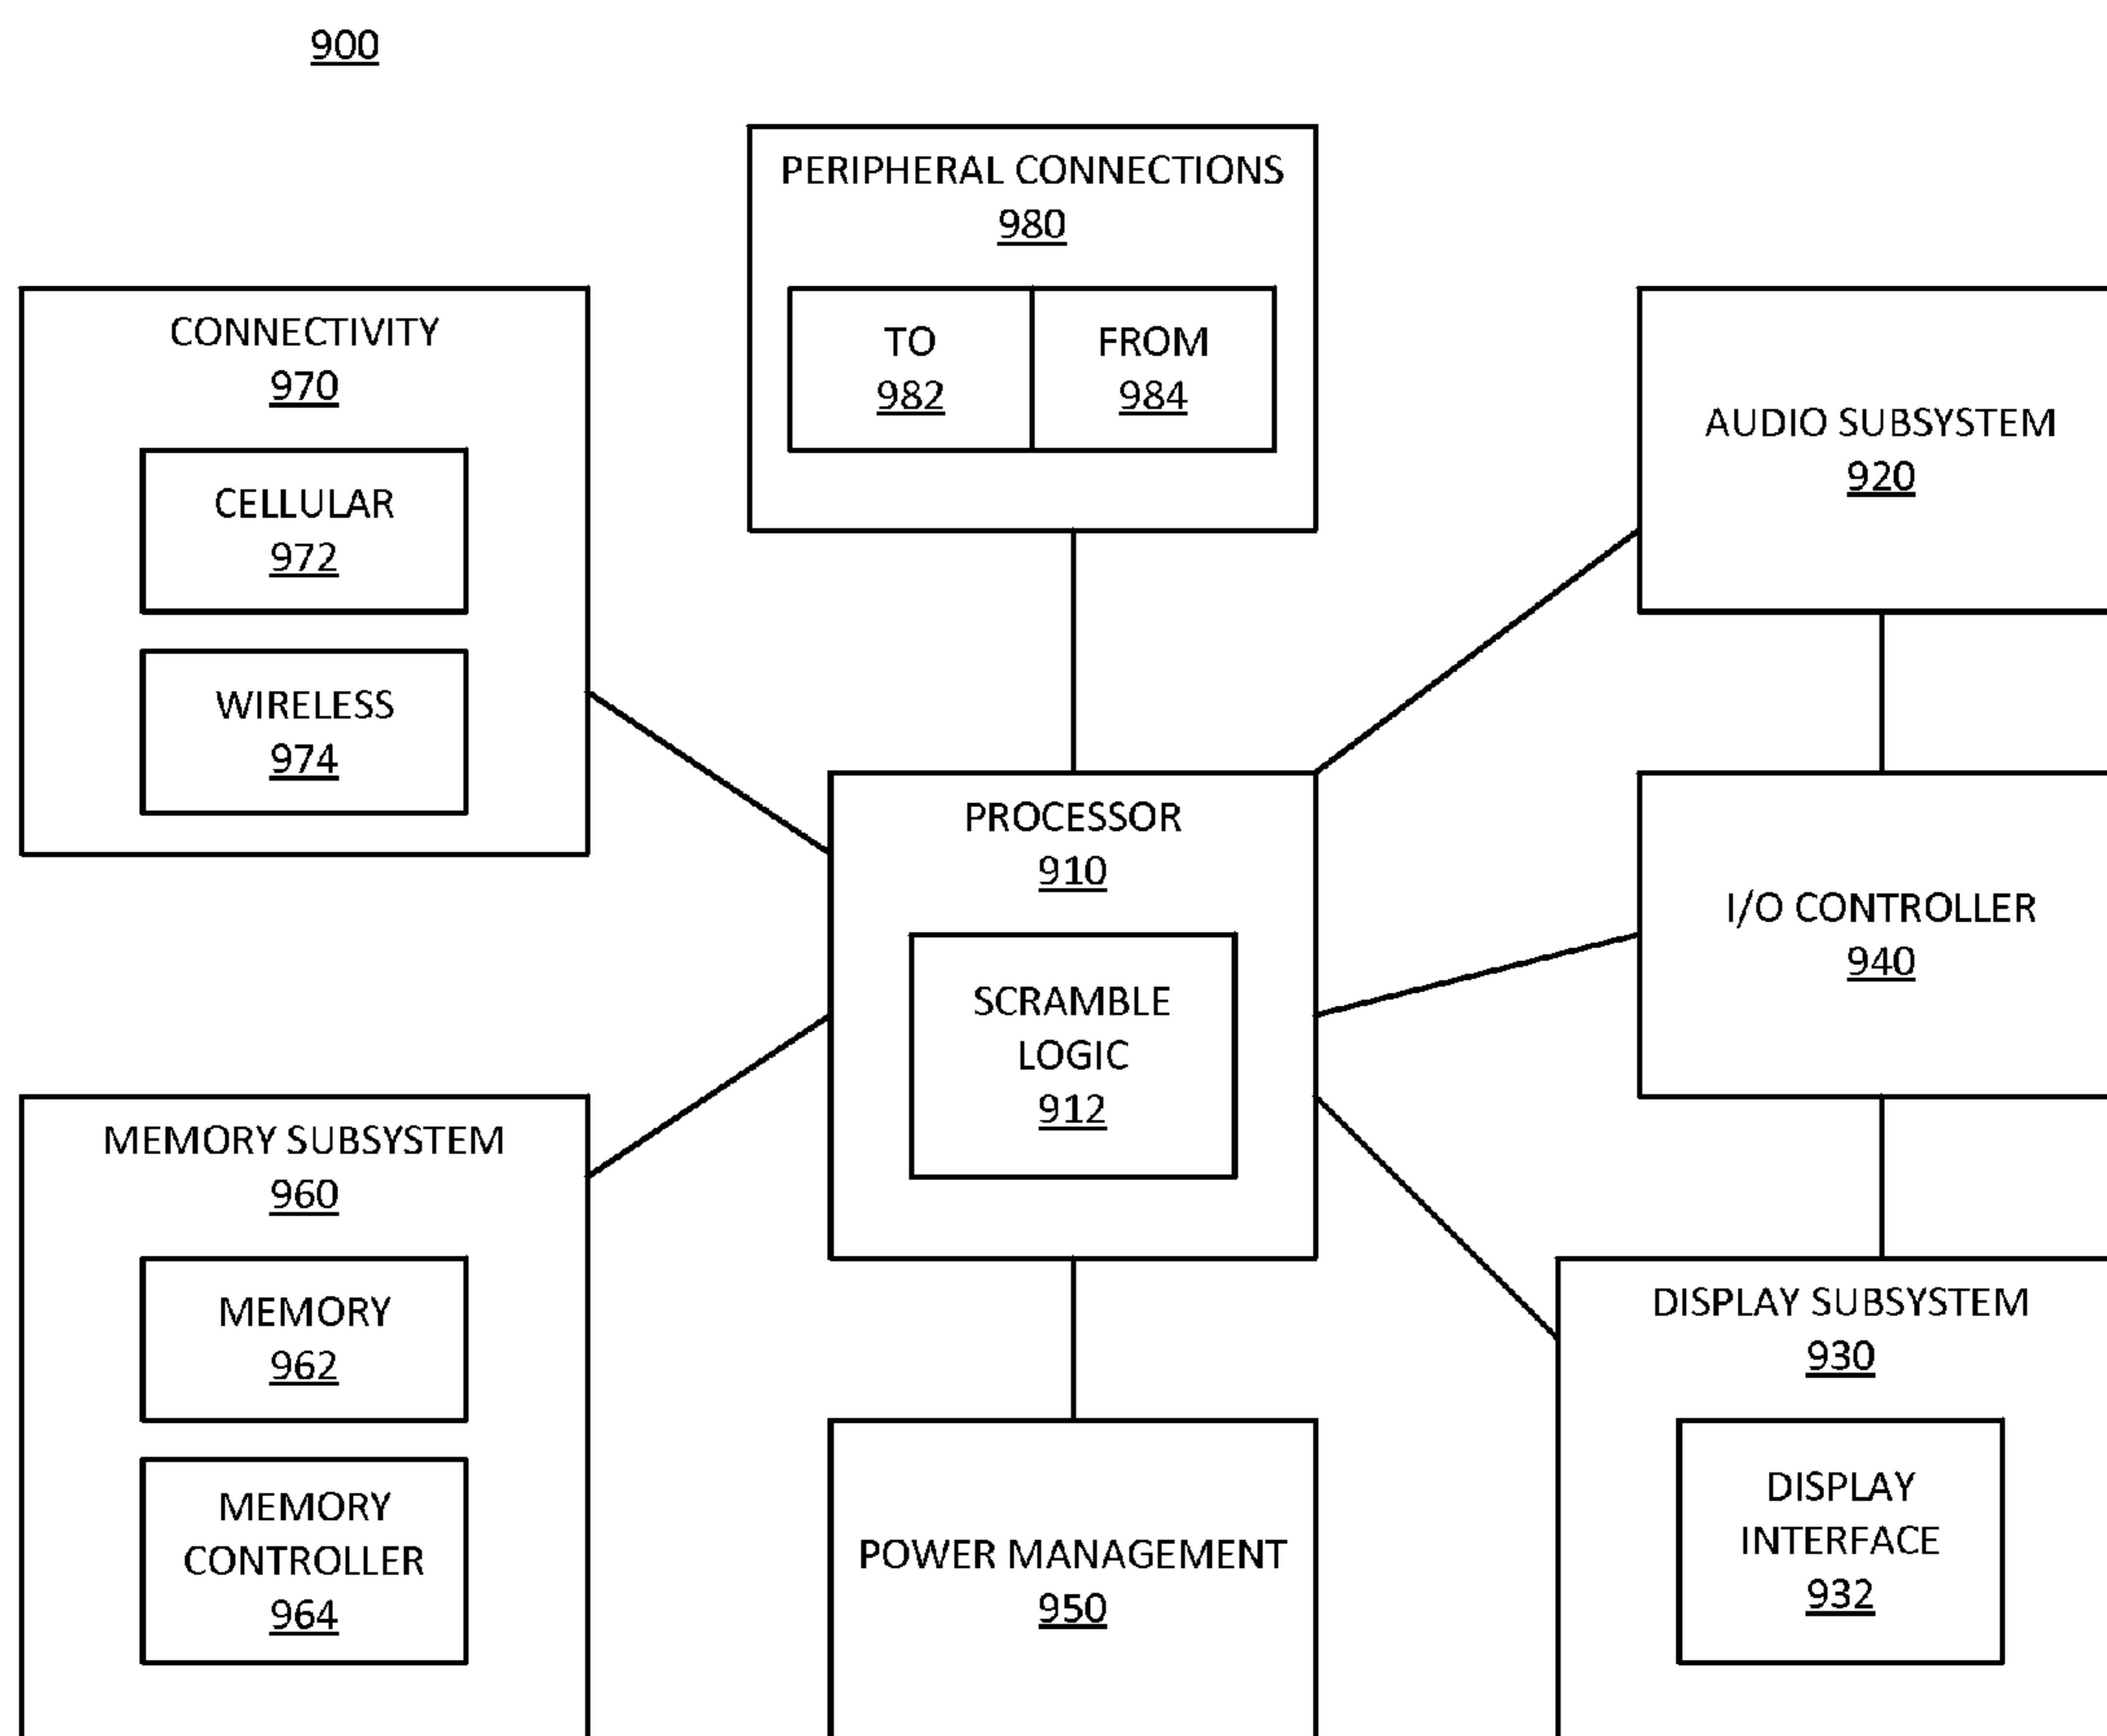 900
PERIPHERAL CONNECTIONS
980
TO
982
FROM
984
CONNECTIVITY
970
CELLULAR
972
WIRELESS
974
AUDIO SUBSYSTEM
920
PROCESSOR
910
SCRAMBLE
LOGIC
912
I/O CONTROLLER
940
MEMORY SUBSYSTEM
960
MEMORY
962
MEMORY
CONTROLLER
964
POWER MANAGEMENT
950
DISPLAY SUBSYSTEM
930
DISPLAY
INTERFACE
932